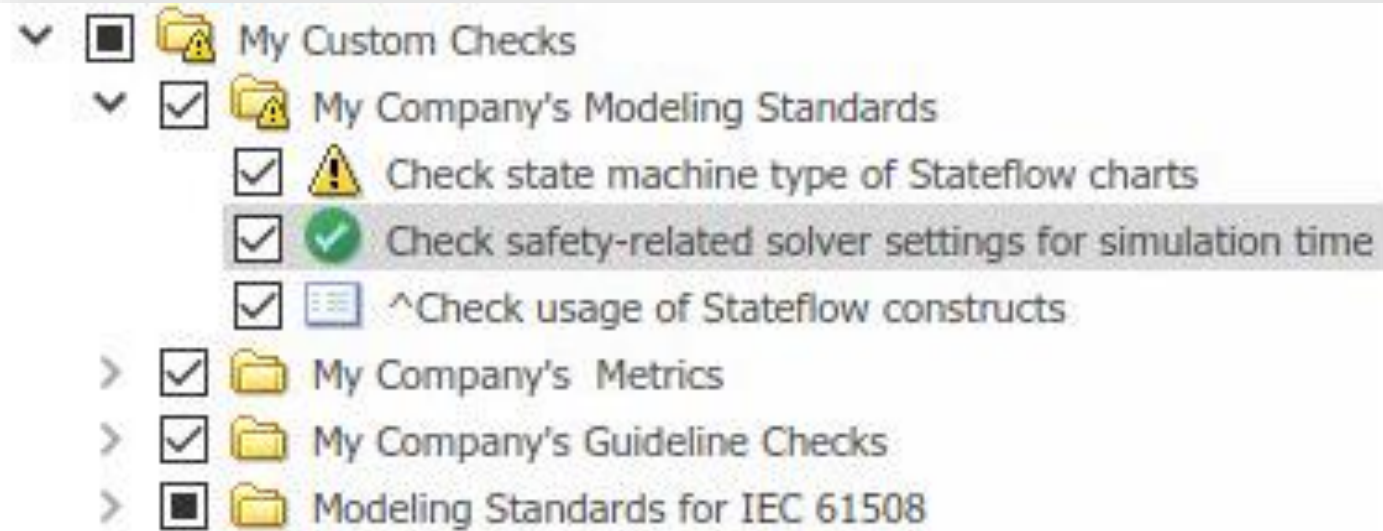 My Custom Checks
My Company's Modeling Standards
Check state machine type of Stateflow charts
Check safety-related solver settings for simulation time
^Check usage of Stateflow constructs
My Company's  Metrics
My Company's Guideline Checks
Modeling Standards for IEC 61508